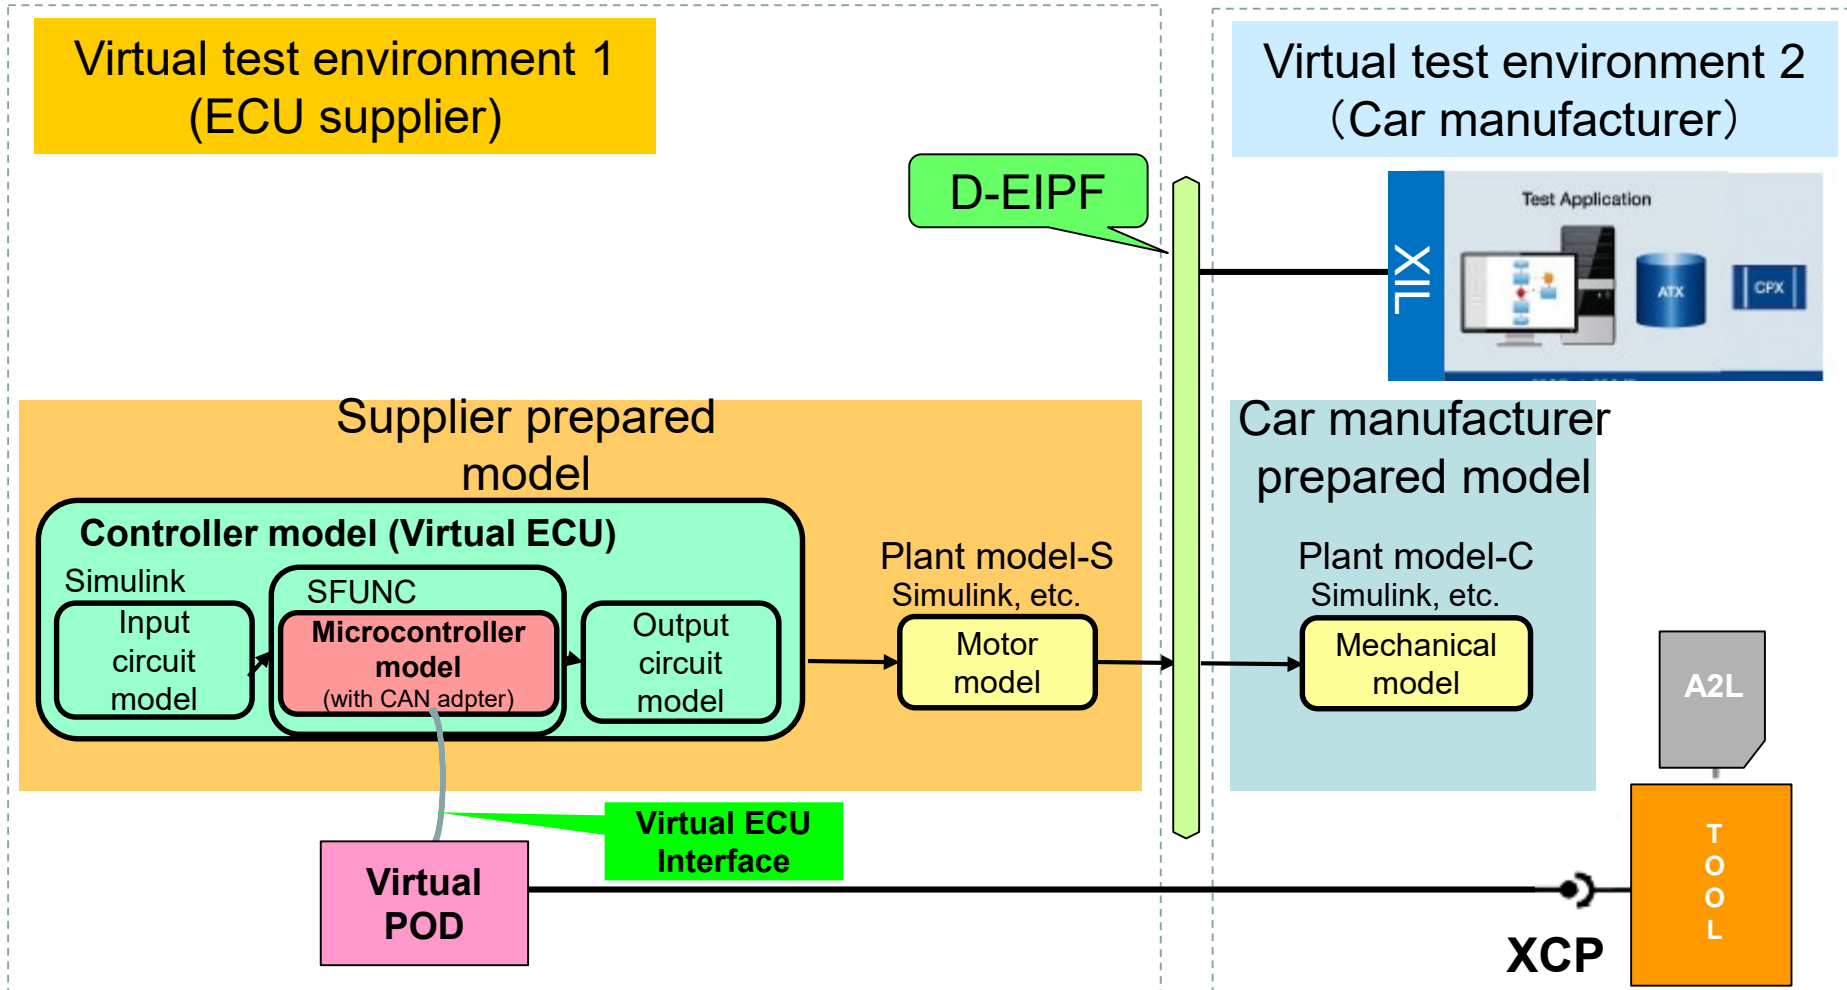 Virtual test environment 1
(ECU supplier)
Virtual test environment 2
（Car manufacturer）
D-EIPF
XIL
Test Application
ATX
CPX
Supplier prepared
model
Car manufacturer
prepared model
Controller model (Virtual ECU)
Simulink
Input
circuit
model
SFUNC
Microcontroller
model
(with CAN adpter)
Output
circuit
model
Plant model-S
Simulink, etc.
Motor
model
Plant model-C
Simulink, etc.
Mechanical
model
A2L
Virtual ECU
Interface
Virtual
POD
XCP
T
O
O
L